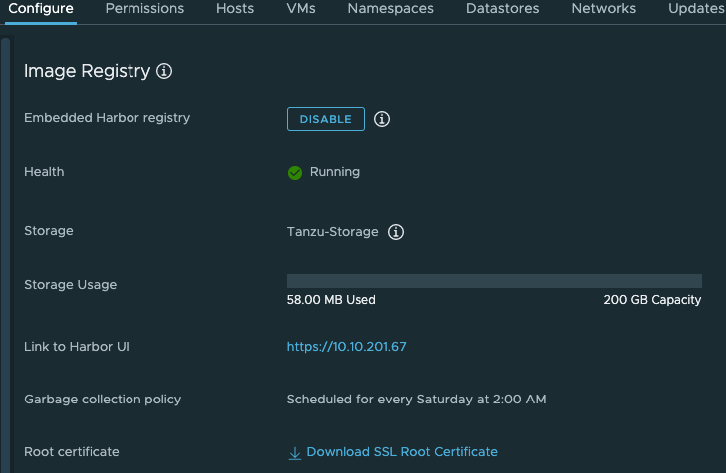 Configure Permissions Hosts VMs Namespaces Datastores Networks Updates
Image Registry
Embedded Harbor registry DISABLE
Health Running
Storage Tanzu-Storage
Storage Usage
58.00 MB Used 200 GB Capacity
Link to Harbor UI https://10.10.201.67
Garbage collection policy Scheduled for every Saturday at 2:00 AM
Root certificate Download SSL Root Certificate